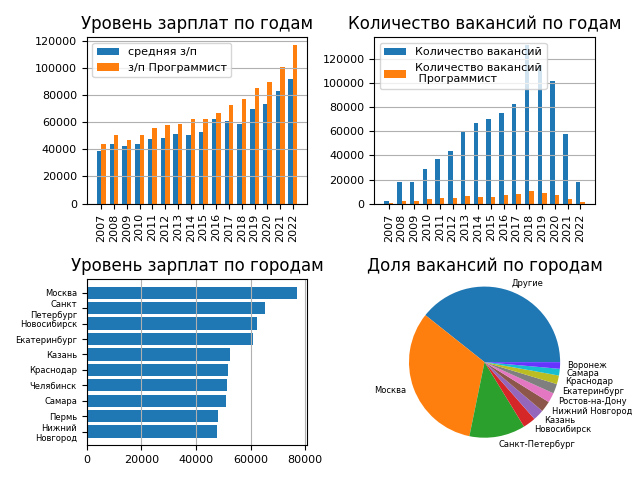 Уровень зарплат по годам
120000
100000
80000
60000
40000
20000
0
средняя з/п
з/п Программист
2007 2008 2009 2010 2011 2012 2013 2014 2015 2016 2017 2018 2019 2020 2021 2022
Количество вакансий по годам
120000
100000
80000
60000
40000
20000
0
Количество вакансий
Количество вакансий
Программист
2007 2008 2009 2010 2011 2012 2013 2014 2015 2016 2017 2018 2019 2020 2021 2022
Уровень зарплат по городам
Москва
Санкт
Петербург
Новосибирск
Екатеринбург
Казань
Краснодар
Челябинск
Самара
Пермь
Нижний
Новгород
0 20000 40000 60000 80000
Доля вакансий по городам
Другие
Москва
Санкт-Петербург
Новосибирск
Казань
Нижний Новгород
Ростов-на-Дону
Екатеринбург
Краснодар
Самара
Воронеж